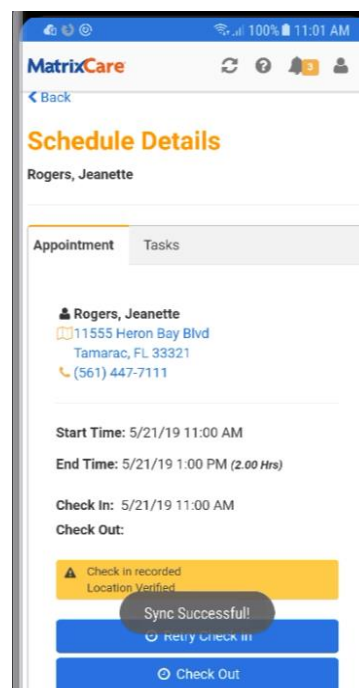 100% 11:01 AM
MatrixCare
3
Back
Schedule Details
Rogers, Jeanette
Appointment Tasks
Rogers, Jeanette
11555 Heron Bay Blvd
Tamarac, FL 33321
(561) 447-7111
Start Time: 5/21/19 11:00 AM
End Time: 5/21/19 1:00 PM (2.00 Hrs)
Check In: 5/21/19 11:00 AM
Check Out:
Check in recorded
Location Verified
Sync Successful!
Retry Check In
Check Out